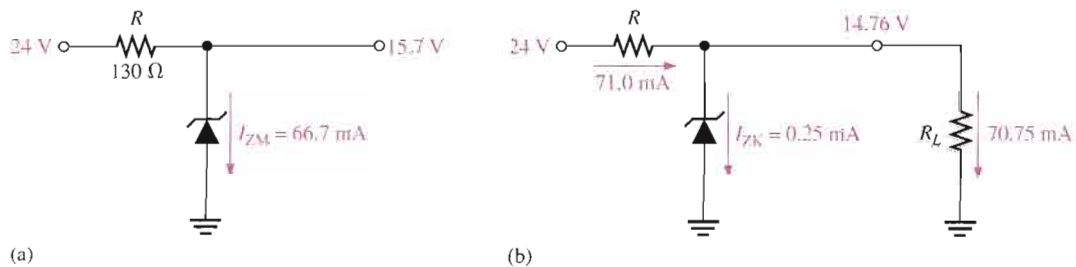 24 V
R
130 Ω
15.7 V
I_ZM = 66.7 mA
(a)
24 V
R
71.0 mA
14.76 V
I_ZK = 0.25 mA
R_L
70.75 mA
(b)